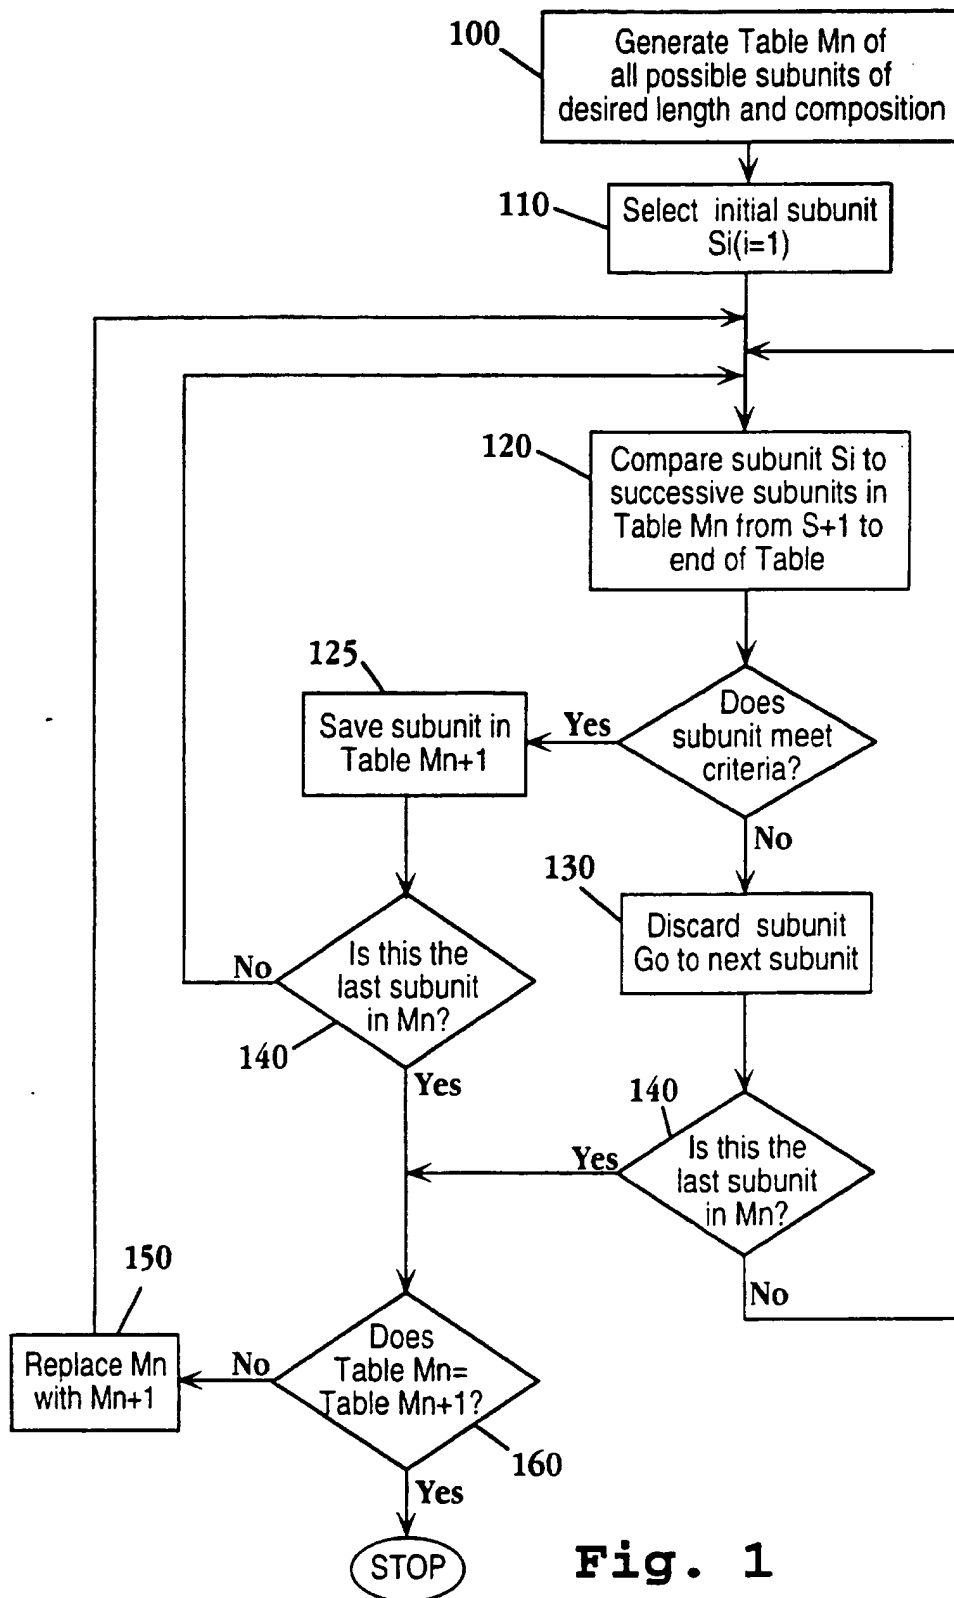 100
Generate Table Mn of
all possible subunits of
desired length and composition
110
Select initial subunit
Si(i=1)
120
Compare subunit Si to
successive subunits in
Table Mn from S+1 to
end of Table
125
Save subunit in
Table Mn+1
Yes
Does
subunit meet
criteria?
No
130
Discard subunit
Go to next subunit
No
Is this the
last subunit
in Mn?
140
Yes
140
Yes
Is this the
last subunit
in Mn?
No
150
Replace Mn
with Mn+1
No
Does
Table Mn=
Table Mn+1?
160
Yes
STOP
Fig. 1